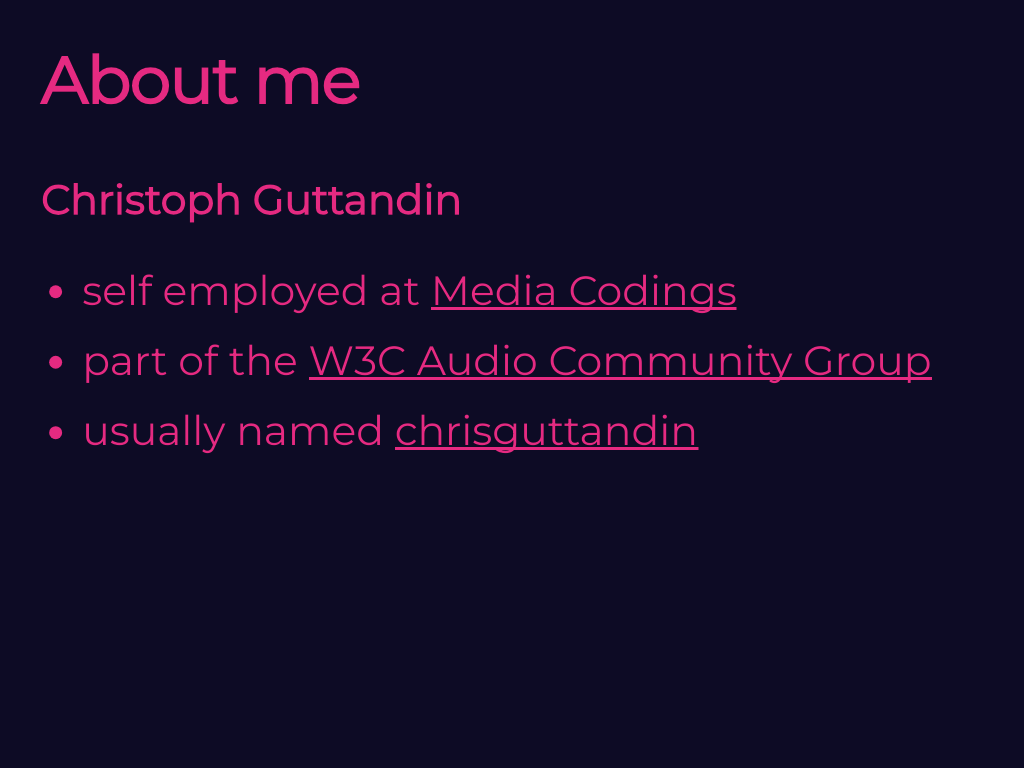 About me
Christoph Guttandin
• self employed at Media Codings
• part of the W3C Audio Community Group
• usually named chrisguttandin